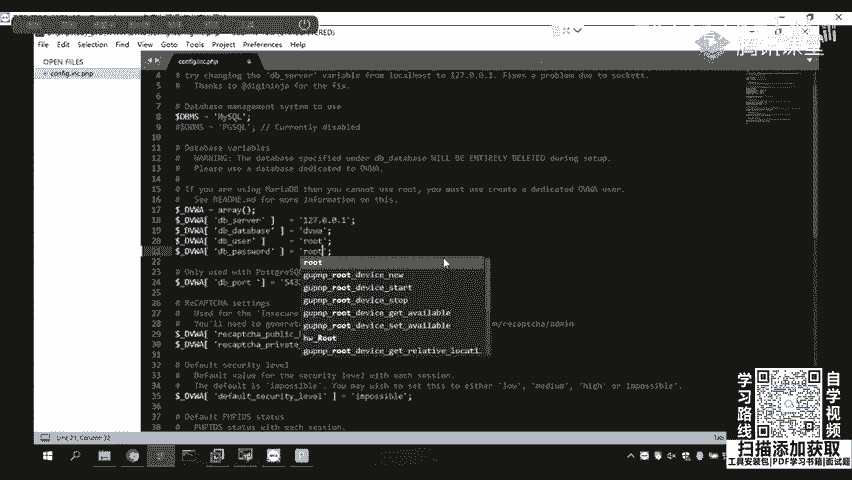 File Edit Selection Find View Goto Tools Project Preferences Help
OPEN FILES
config.inc.php
config.inc.php
4 # try changing the 'db_server' variable from localhost to 127.0.0.1. Fixes a problem due to sockets.
5 # Thanks to @digininja for the fix.
6
7 # Database management system to use
8 $DBMS = 'MySQL';
9 #$DBMS = 'PGSQL'; // Currently disabled
10
11 # Database variables
12 # WARNING: The database specified under db_database WILL BE ENTIRELY DELETED during setup.
13 # Please use a database dedicated to DVWA.
14 #
15 # If you are using MariaDB then you cannot use root, you must use create a dedicated DVWA user.
16 # See README.md for more information on this.
17 $_DVWA = array();
18 $_DVWA[ 'db_server' ] = '127.0.0.1';
19 $_DVWA[ 'db_database' ] = 'dvwa';
20 $_DVWA[ 'db_user' ] = 'root';
21 $_DVWA[ 'db_password' ] = 'root';
22
root
23 # Only used with PostgreSQL
gupnp_root_device_new
24 $_DVWA[ 'db_port '] = '543
gupnp_root_device_start
25
gupnp_root_device_stop
26 # ReCAPTCHA settings
gupnp_root_device_get_available
27 # Used for the 'Insecure
gupnp_root_device_set_available
28 # You'll need to generat
m/recaptcha/admin
29 $_DVWA[ 'recaptcha_public_
hw_Root
30 $_DVWA[ 'recaptcha_private_
gupnp_root_device_get_relative_locati
31
32 # Default security level
33 # Default value for the security level with each session.
34 # The default is 'impossible'. You may wish to set this to either 'low', 'medium', 'high' or impossible'.
35 $_DVWA[ 'default_security_level' ] = 'impossible';
36
37 # Default PHPIDS status
38 # PHPIDS status with each session.
Line 21, Column 32
Tab
腾讯课堂
学习路线
自学视频
扫描添加获取
工具安装包|PDF学习书籍|面试题